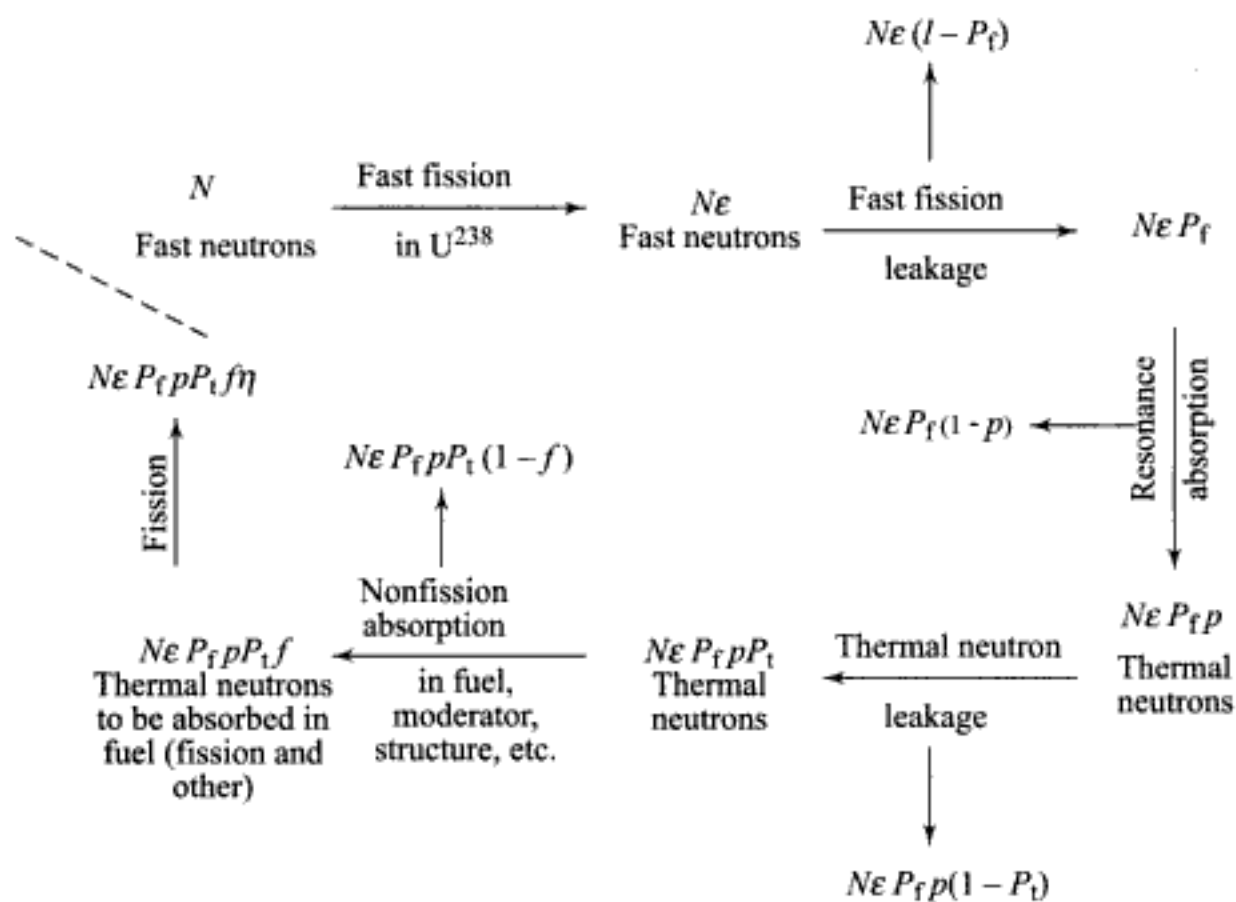 Nε(l − P_f)
N
Fast neutrons
Fast fission
in U^238
Nε
Fast neutrons
Fast fission
leakage
NεP_f
Resonance
absorption
NεP_f(1 - p)
NεP_f p
Thermal
neutrons
Thermal neutron
leakage
NεP_f p(1 − P_t)
NεP_f pP_t
Thermal
neutrons
Nonfission
absorption
in fuel,
moderator,
structure, etc.
NεP_f pP_t(1 − f)
NεP_f pP_t f
Thermal neutrons
to be absorbed in
fuel (fission and
other)
Fission
NεP_f pP_t fη